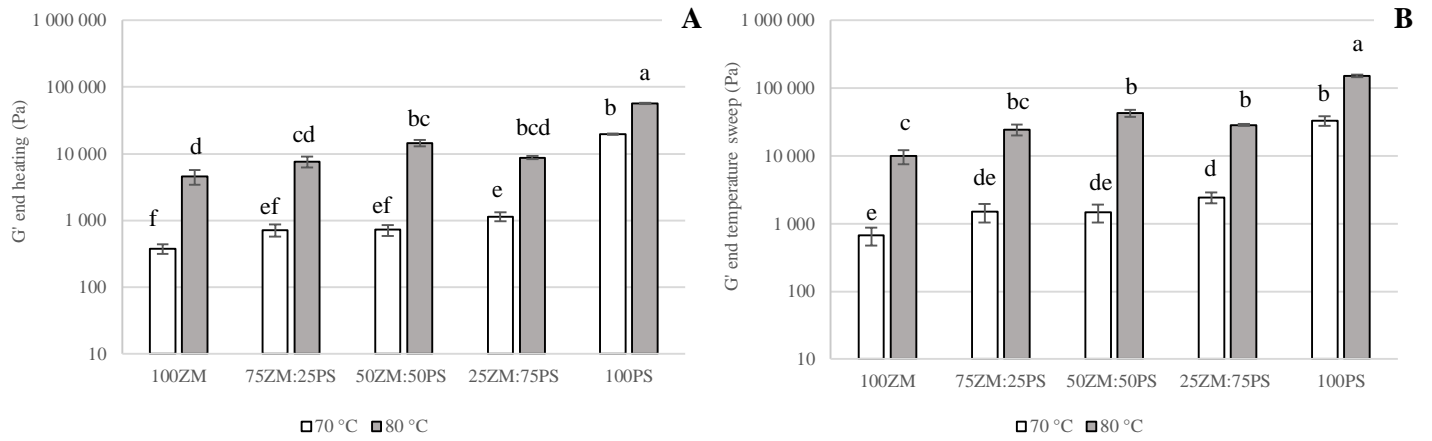 A
G' end heating (Pa)
1 000 000
100 000
10 000
1 000
100
10
f
d
ef
cd
ef
bc
e
bcd
b
a
100ZM
75ZM:25PS
50ZM:50PS
25ZM:75PS
100PS
70 °C
80 °C
B
G' end temperature sweep (Pa)
1 000 000
100 000
10 000
1 000
100
10
e
c
de
bc
de
b
d
b
b
a
100ZM
75ZM:25PS
50ZM:50PS
25ZM:75PS
100PS
70 °C
80 °C